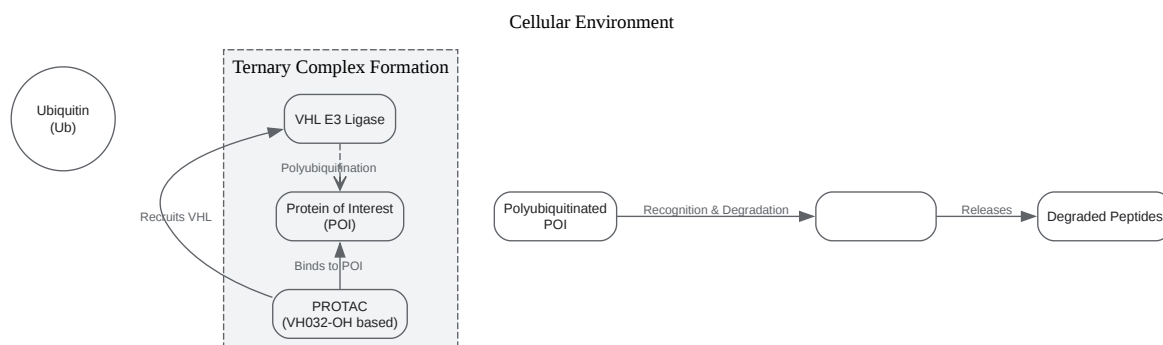 Cellular Environment
Ternary Complex Formation
Ubiquitin
(Ub)
VHL E3 Ligase
Polyubiquitination
Recruits VHL
Protein of Interest
(POI)
Binds to POI
PROTAC
(VH032-OH based)
Polyubiquitinated
POI
Recognition & Degradation
Releases
Degraded Peptides